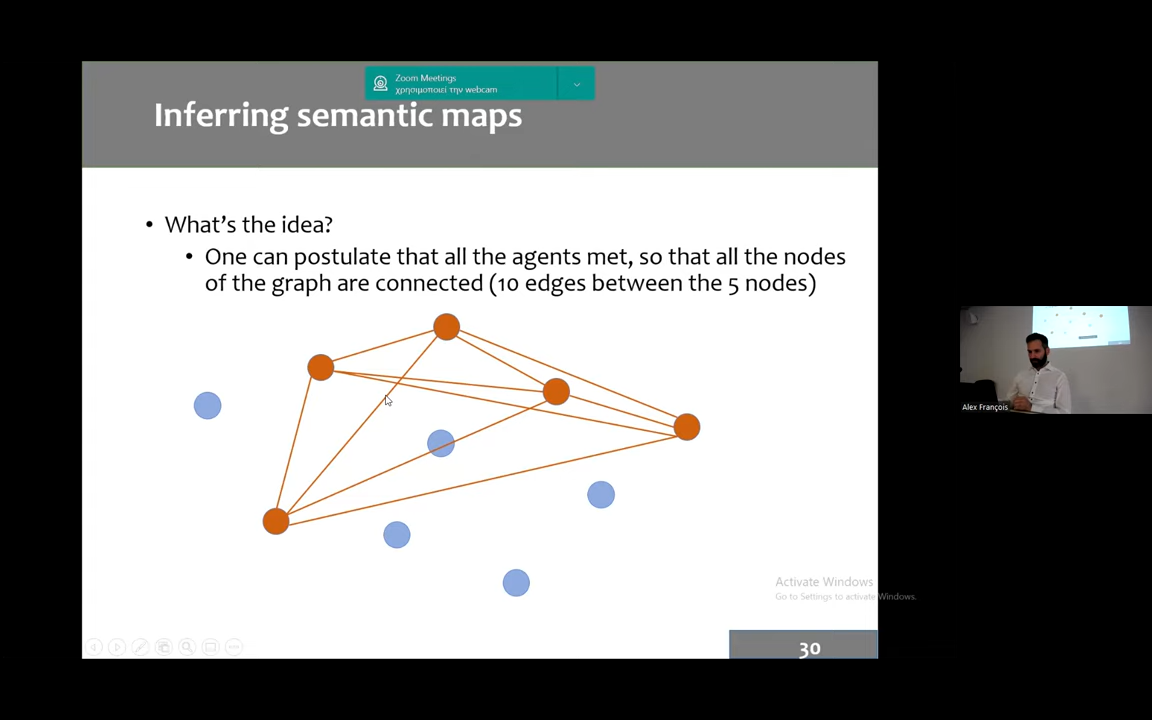 Zoom Meetings
χρησιμοποιεί την webcam
Inferring semantic maps
• What's the idea?
• One can postulate that all the agents met, so that all the nodes
of the graph are connected (10 edges between the 5 nodes)
Alex François
Activate Windows
Go to Settings to activate Windows.
30